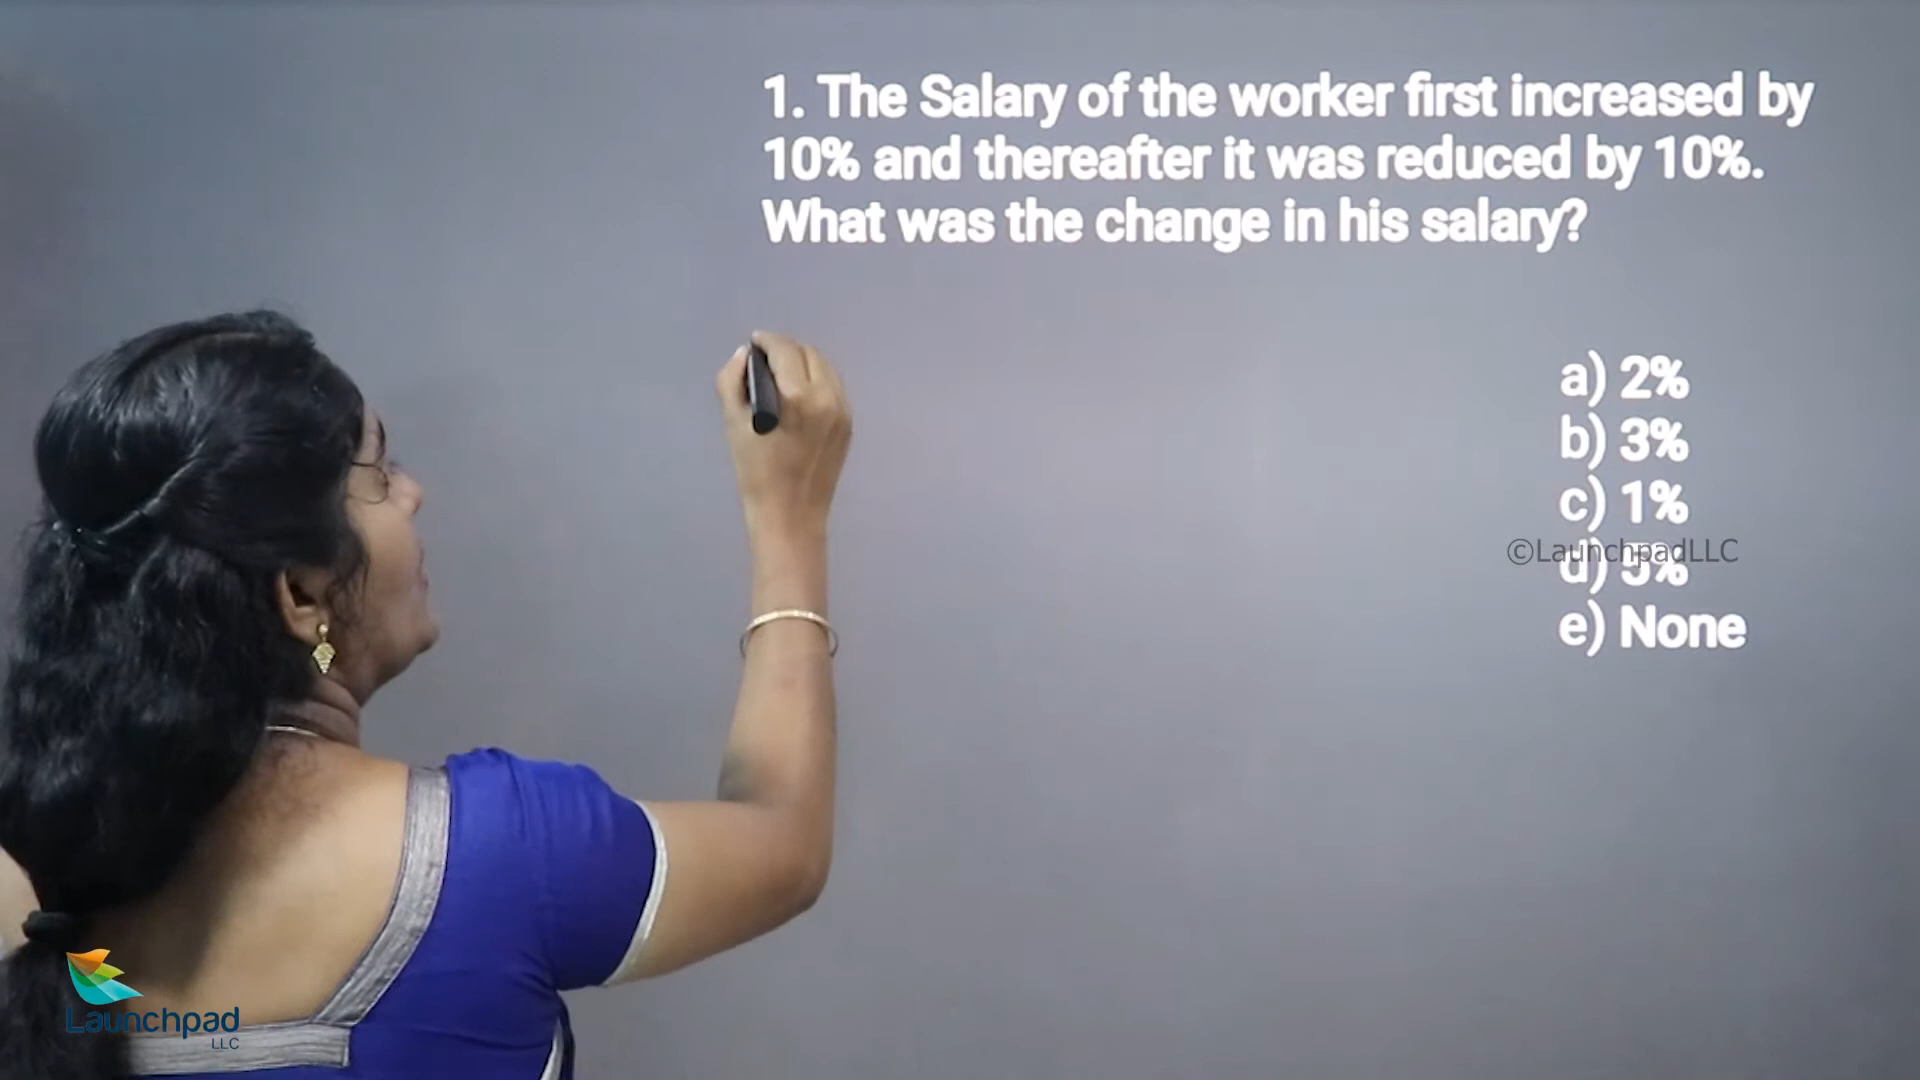 1. The Salary of the worker first increased by
10% and thereafter it was reduced by 10%.
What was the change in his salary?
a) 2%
b) 3%
c) 1%
©LaunchpadLLC
d) 5%
e) None
Launchpad
LLC